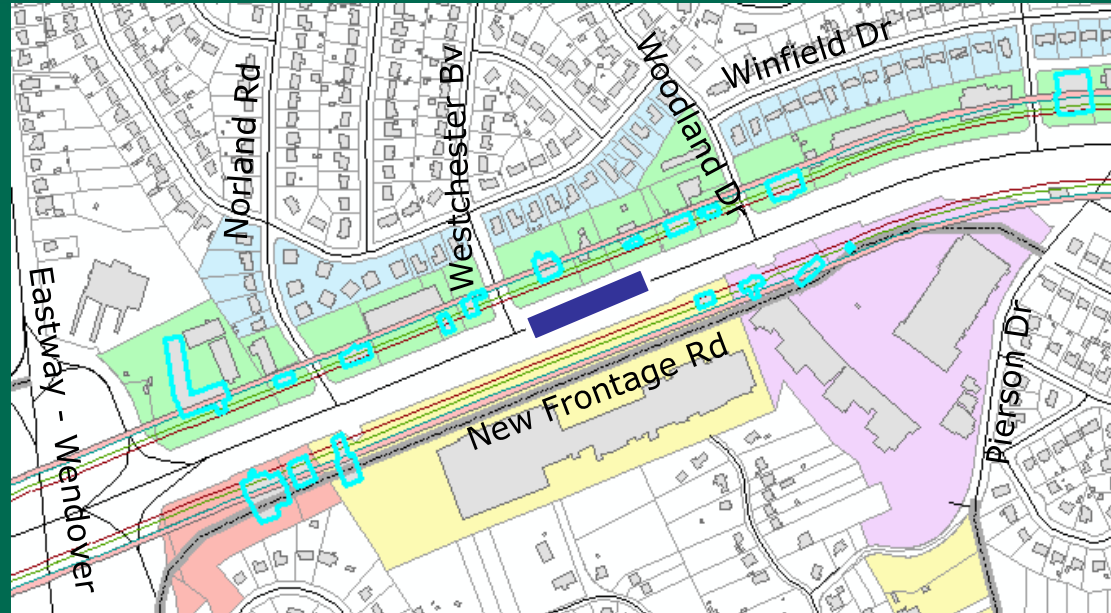 Norland Rd
Westchester Bv
Woodland Dr
Winfield Dr
Eastway - Wendover
New Frontage Rd
Pierson Dr